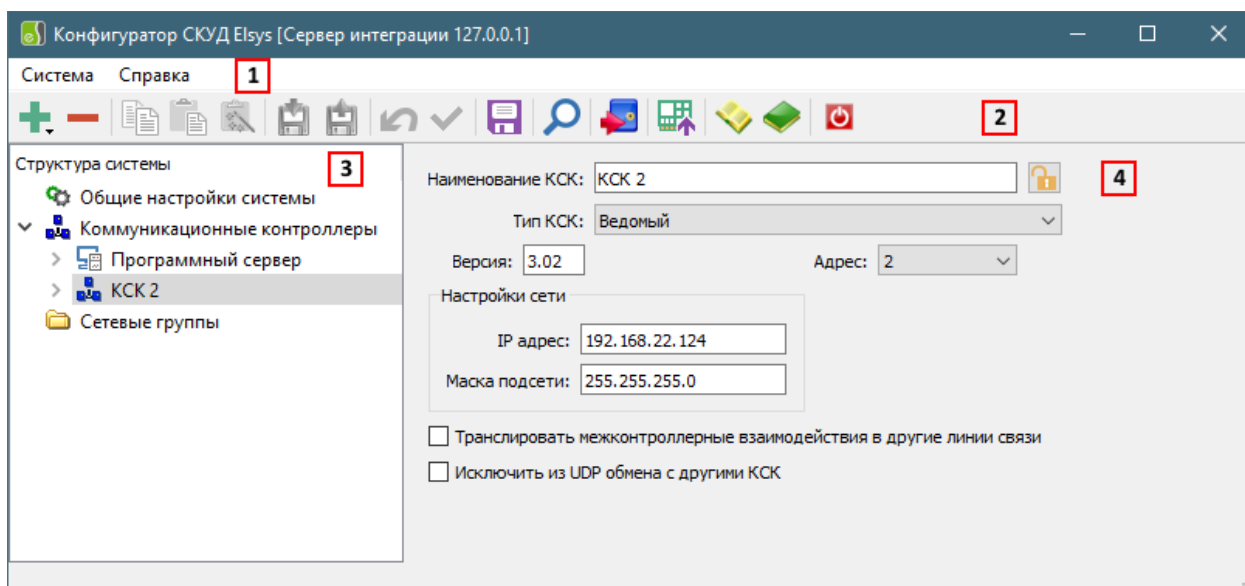 Конфигуратор СКУД Elsys [Сервер интеграции 127.0.0.1]
Система Справка 1
2
Структура системы 3
Общие настройки системы
Коммуникационные контроллеры
Программный сервер
КСК 2
Сетевые группы
Наименование КСК: КСК 2 4
Тип КСК: Ведомый
Версия: 3.02 Адрес: 2
Настройки сети
IP адрес: 192.168.22.124
Маска подсети: 255.255.255.0
Транслировать межконтроллерные взаимодействия в другие линии связи
Исключить из UDP обмена с другими КСК